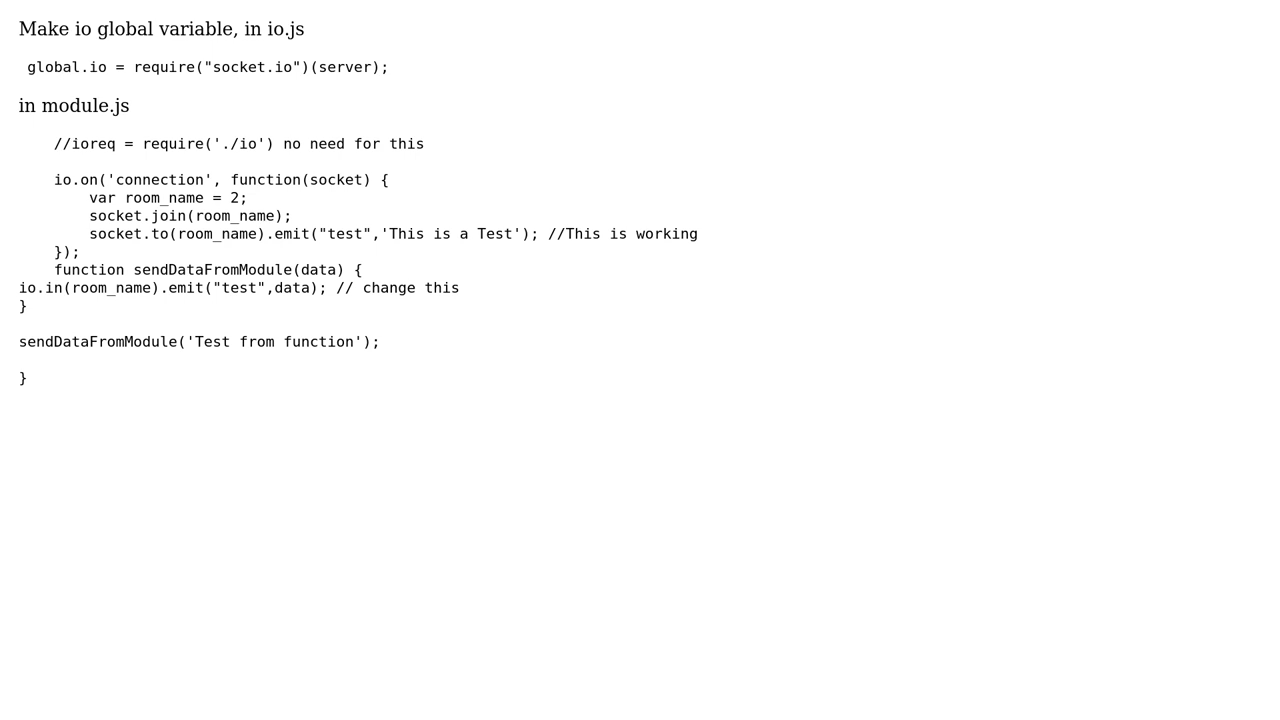 Make io global variable, in io.js
global.io = require("socket.io")(server);
in module.js
//ioreq = require('./io') no need for this
io.on('connection', function(socket) {
var room_name = 2;
socket.join(room_name);
socket.to(room_name).emit("test",'This is a Test'); //This is working
});
function sendDataFromModule(data) {
io.in(room_name).emit("test",data); // change this
}
sendDataFromModule('Test from function');
}